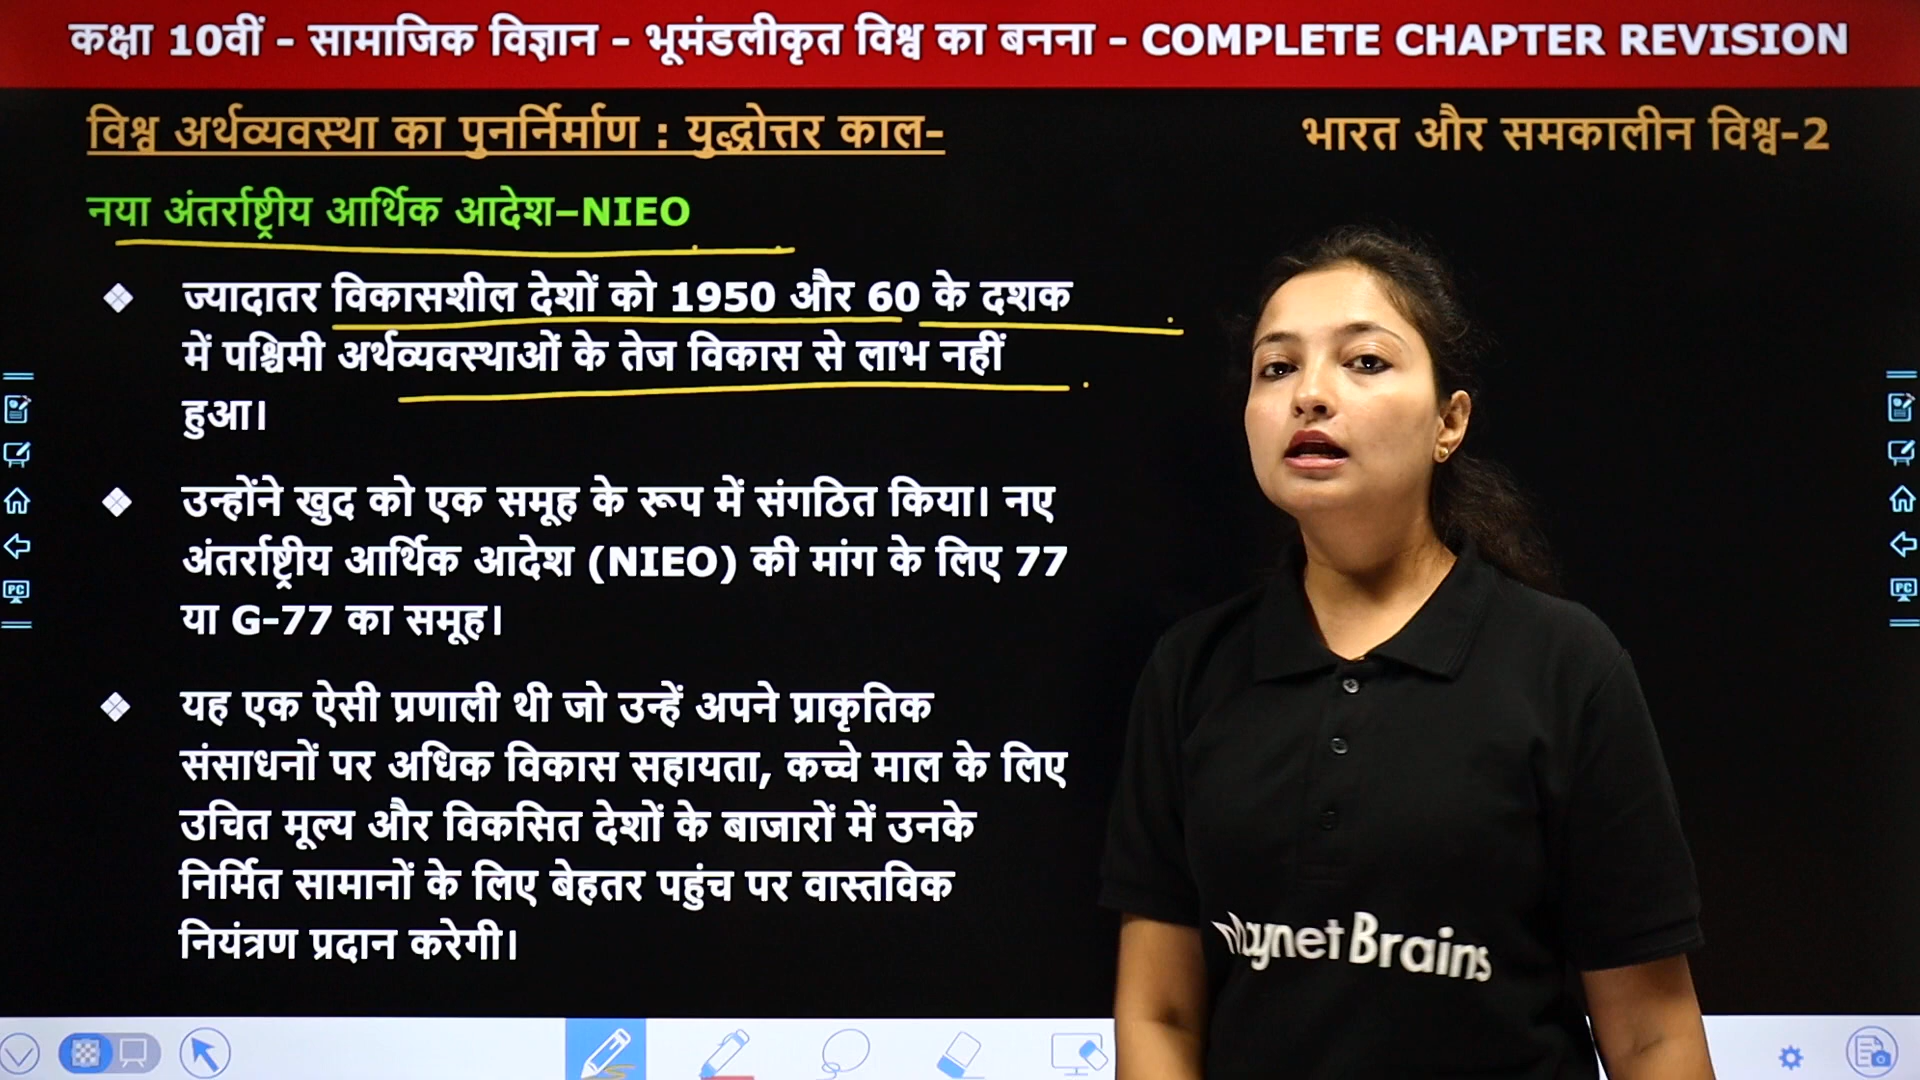 कक्षा 10वीं - सामाजिक विज्ञान - भूमंडलीकृत विश्व का बनना - COMPLETE CHAPTER REVISION
विश्व अर्थव्यवस्था का पुनर्निर्माण : युद्धोत्तर काल-
भारत और समकालीन विश्व-2
नया अंतर्राष्ट्रीय आर्थिक आदेश–NIEO
ज्यादातर विकासशील देशों को 1950 और 60 के दशक
में पश्चिमी अर्थव्यवस्थाओं के तेज विकास से लाभ नहीं
हुआ।
उन्होंने खुद को एक समूह के रूप में संगठित किया। नए
अंतर्राष्ट्रीय आर्थिक आदेश (NIEO) की मांग के लिए 77
या G-77 का समूह।
यह एक ऐसी प्रणाली थी जो उन्हें अपने प्राकृतिक
संसाधनों पर अधिक विकास सहायता, कच्चे माल के लिए
उचित मूल्य और विकसित देशों के बाजारों में उनके
निर्मित सामानों के लिए बेहतर पहुंच पर वास्तविक
नियंत्रण प्रदान करेगी।
Magnet Brains
PC
PC